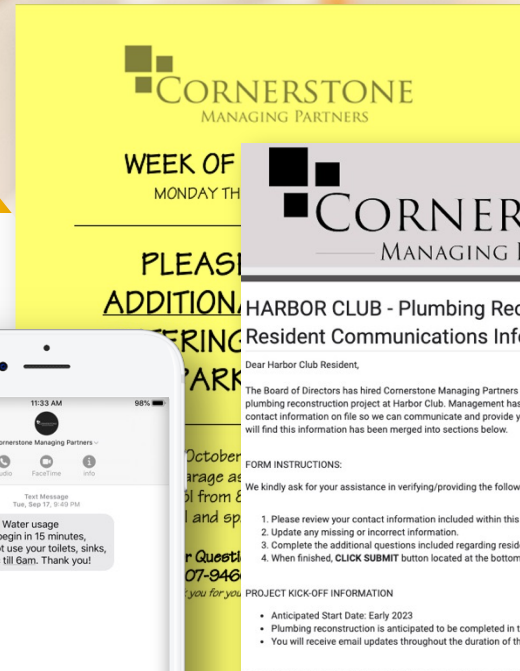 CORNERSTONE
MANAGING PARTNERS
WEEK OF
MONDAY
PLEASE
ADDITIONA
ERING
PARK
October
arage as
from
and
r Questi
07-946
you for you
CORNER
MANAGING
HARBOR CLUB - Plumbing Rec
Resident Communications Info
Dear Harbor Club Resident,
The Board of Directors has hired Cornerstone Managing Partners
plumbing reconstruction project at Harbor Club. Management has
contact information on file so we can communicate and provide y
will find this information has been merged into sections below.
FORM INSTRUCTIONS:
We kindly ask for your assistance in verifying/providing the follow
1. Please review your contact information included within this
2. Update any missing or incorrect information.
3. Complete the additional questions included regarding resid
4. When finished, CLICK SUBMIT button located at the bottom
PROJECT KICK-OFF INFORMATION
• Anticipated Start Date: Early 2023
• Plumbing reconstruction is anticipated to be completed in t
• You will receive email updates throughout the duration of th
11:33 AM
98%
ornerstone Managing Partners
udio
FaceTime
info
Text Message
Tue, Sep 17, 9:49 PM
Water usage
begin in 15 minutes,
ot use your toilets, sinks,
till 6am. Thank you!